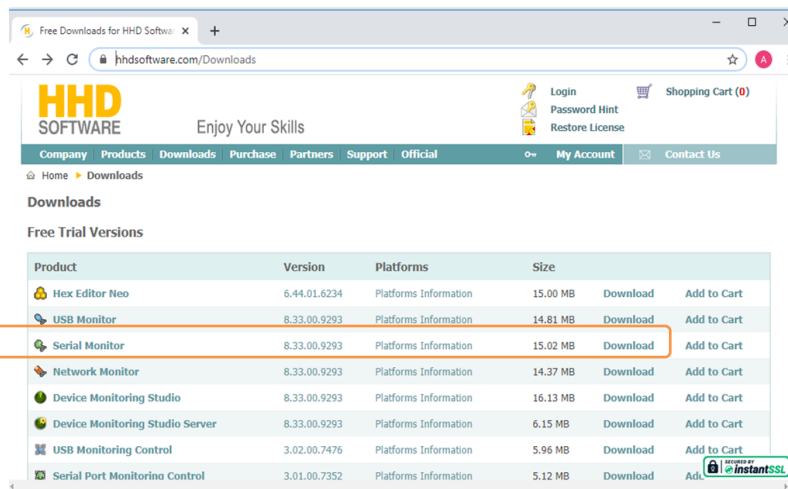 Free Downloads for HHD Softwa
hhdsoftware.com/Downloads
A
HHD
SOFTWARE
Enjoy Your Skills
Login
Password Hint
Restore License
Shopping Cart (0)
Company Products Downloads Purchase Partners Support Official My Account Contact Us
Home Downloads
Downloads
Free Trial Versions
Product Version Platforms Size
Hex Editor Neo 6.44.01.6234 Platforms Information 15.00 MB Download Add to Cart
USB Monitor 8.33.00.9293 Platforms Information 14.81 MB Download Add to Cart
Serial Monitor 8.33.00.9293 Platforms Information 15.02 MB Download Add to Cart
Network Monitor 8.33.00.9293 Platforms Information 14.37 MB Download Add to Cart
Device Monitoring Studio 8.33.00.9293 Platforms Information 16.13 MB Download Add to Cart
Device Monitoring Studio Server 8.33.00.9293 Platforms Information 6.15 MB Download Add to Cart
USB Monitoring Control 3.02.00.7476 Platforms Information 5.96 MB Download Add to Cart
Serial Port Monitoring Control 3.01.00.7352 Platforms Information 5.12 MB Download
SECURED BY
instantSSL